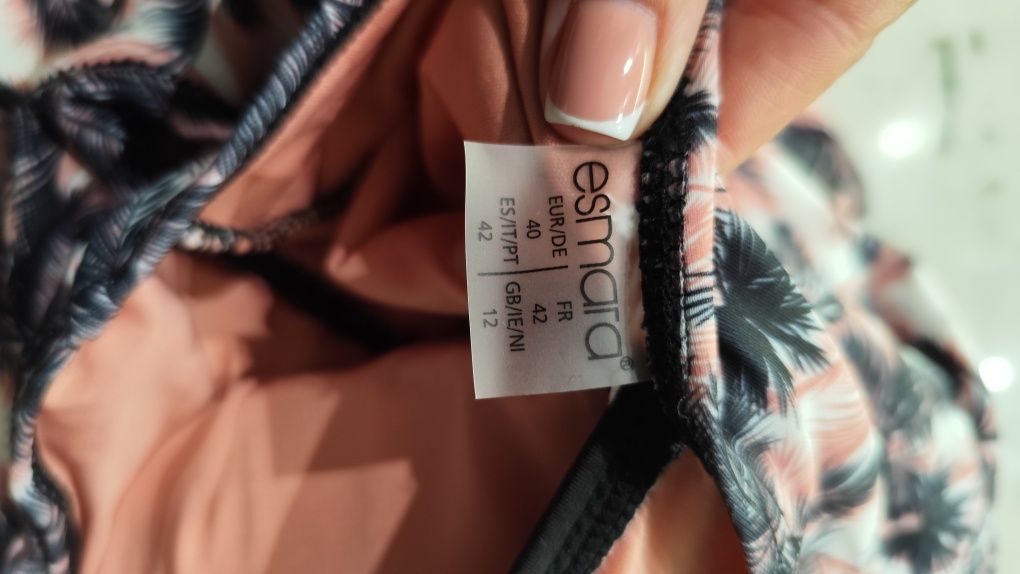 esmara®
EUR/DE | FR
40 | 42
ES/IT/PT | GB/IE/NI
42 | 12